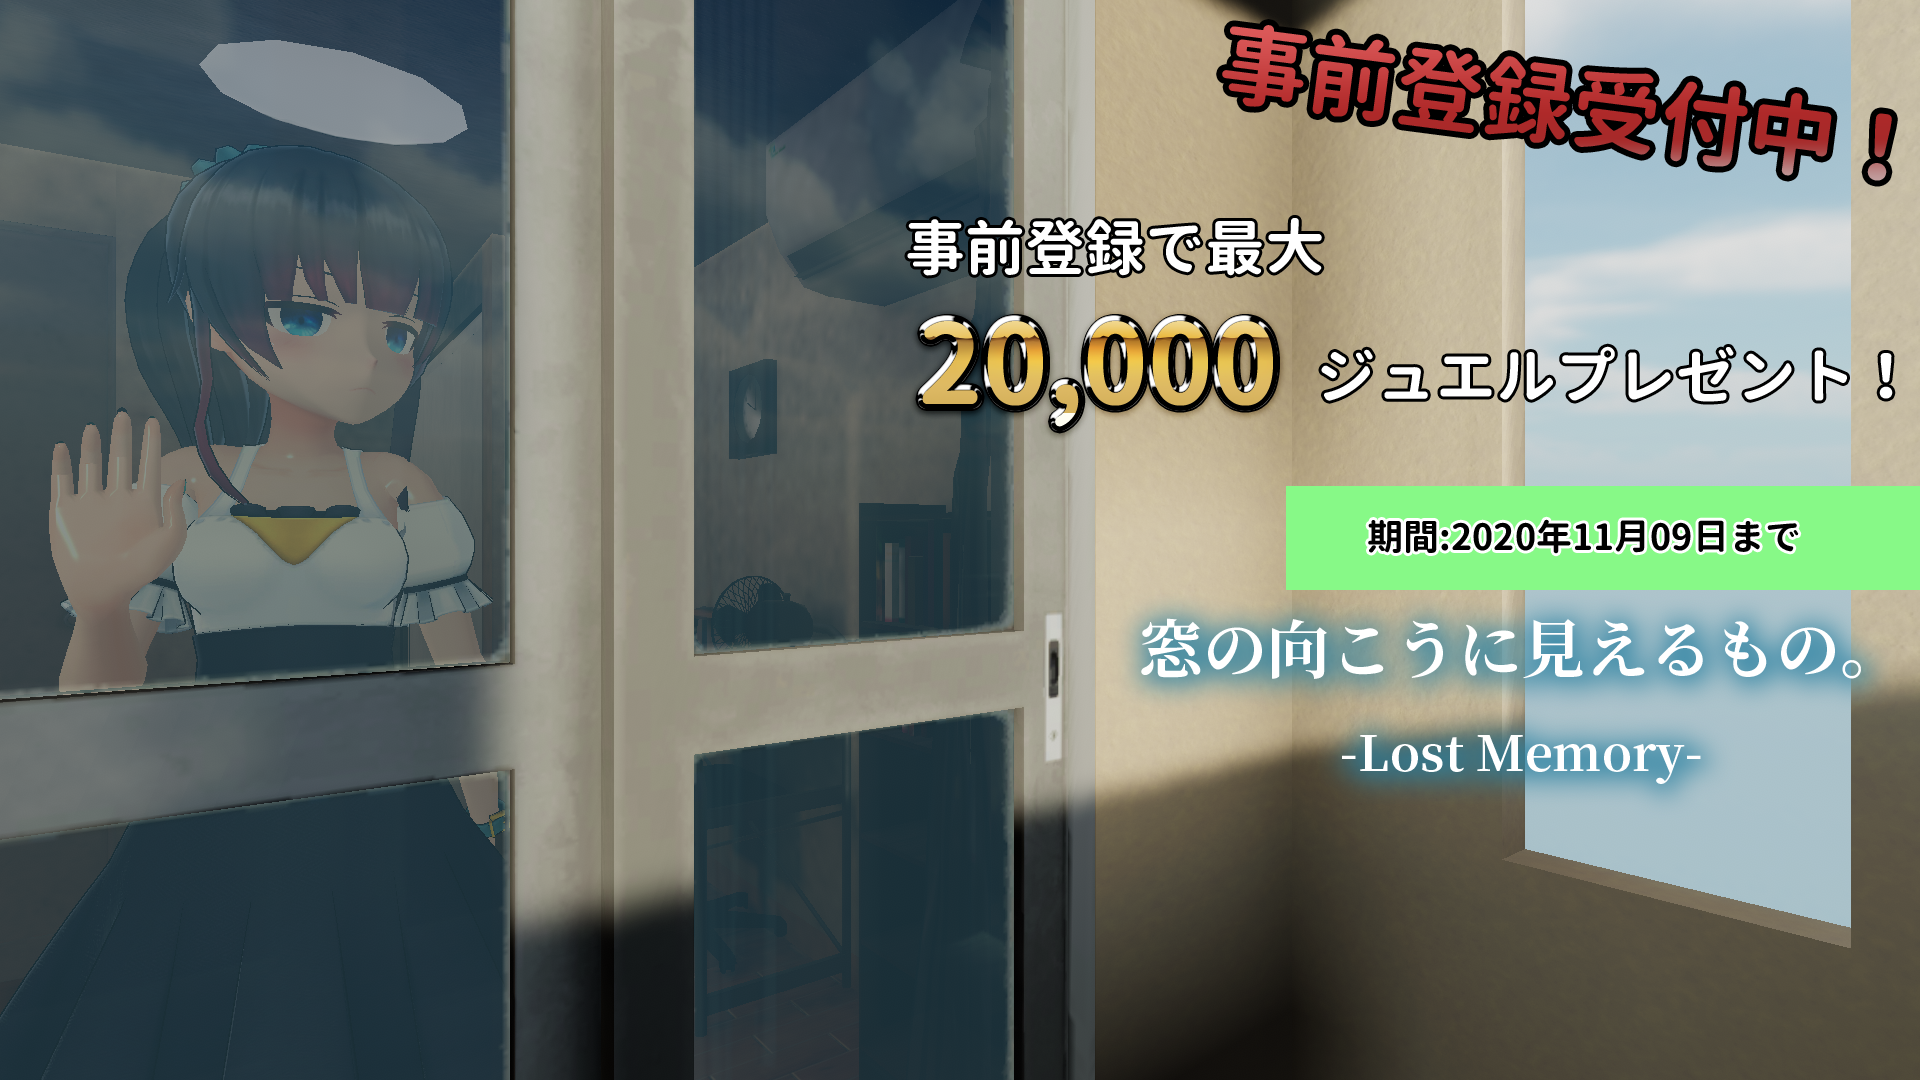 事前登録受付中！
事前登録で最大
20,000 ジュエルプレゼント！
期間:2020年11月09日まで
窓の向こうに見えるもの。
-Lost Memory-